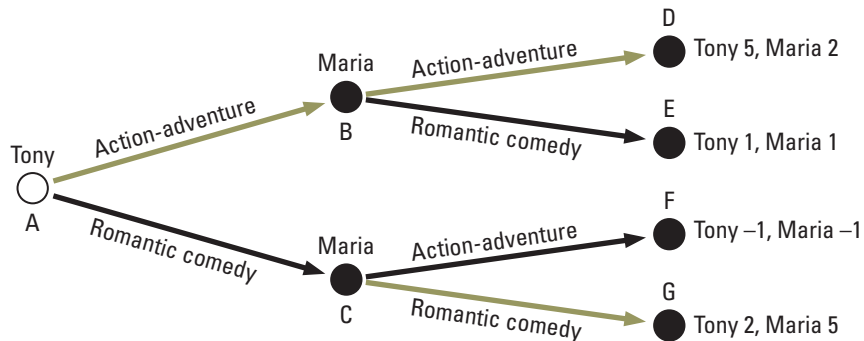 Tony
A
Action-adventure
Romantic comedy
Maria
B
Action-adventure
Romantic comedy
Maria
C
Action-adventure
Romantic comedy
D
Tony 5, Maria 2
E
Tony 1, Maria 1
F
Tony –1, Maria –1
G
Tony 2, Maria 5